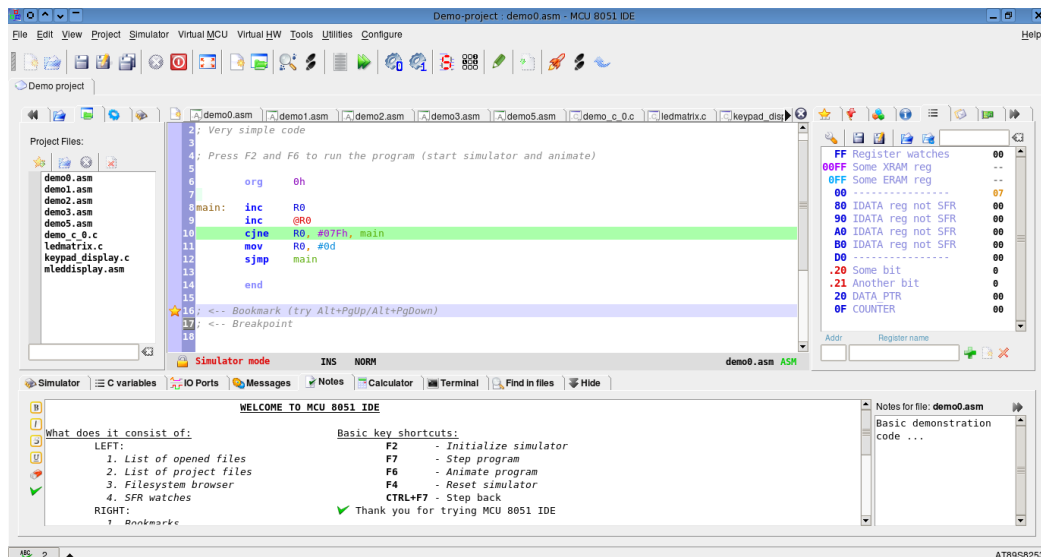 Demo-project : demo0.asm - MCU 8051 IDE
File Edit View Project Simulator Virtual MCU Virtual HW Tools Utilities Configure Help
Demo project
demo0.asm demo1.asm demo2.asm demo3.asm demo5.asm demo_c_0.c ledmatrix.c keypad_disp
Project Files:
demo0.asm
demo1.asm
demo2.asm
demo3.asm
demo5.asm
demo_c_0.c
ledmatrix.c
keypad_display.c
mleddisplay.asm
2 ; Very simple code
3
4 ; Press F2 and F6 to run the program (start simulator and animate)
5
6 org 0h
7
8 main: inc R0
9 inc @R0
10 cjne R0, #07Fh, main
11 mov R0, #0d
12 sjmp main
13
14 end
15
16 ; <-- Bookmark (try Alt+PgUp/Alt+PgDown)
17 ; <-- Breakpoint
18
Simulator mode INS NORM demo0.asm ASM
FF Register watches 00
00FF Some XRAM reg --
0FF Some ERAM reg --
00 ---------------- 07
80 IDATA reg not SFR 00
90 IDATA reg not SFR 00
A0 IDATA reg not SFR 00
B0 IDATA reg not SFR 00
D0 ---------------- 00
.20 Some bit 0
.21 Another bit 0
20 DATA_PTR 00
0F COUNTER 00
Addr Register name
Simulator C variables IO Ports Messages Notes Calculator Terminal Find in files Hide
WELCOME TO MCU 8051 IDE
What does it consist of:
LEFT:
1. List of opened files
2. List of project files
3. Filesystem browser
4. SFR watches
RIGHT:
1. Bookmarks
Basic key shortcuts:
F2 - Initialize simulator
F7 - Step program
F6 - Animate program
F4 - Reset simulator
CTRL+F7 - Step back
Thank you for trying MCU 8051 IDE
Notes for file: demo0.asm
Basic demonstration
code ...
ABC 2 AT89S8253